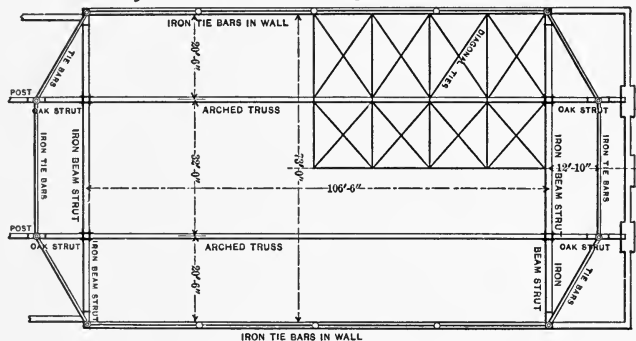 IRON TIE BARS IN WALL
TIE BARS
20'-6"
DIAGONAL TIES
POST
OAK STRUT
ARCHED TRUSS
OAK STRUT
IRON TIE BARS
IRON BEAM STRUT
32'-0"
73'-0"
106'-6"
IRON BEAM STRUT
12'-10"
IRON TIE BARS
POST
OAK STRUT
ARCHED TRUSS
OAK STRUT
IRON BEAM STRUT
20'-6"
BEAM STRUT
IRON
TIE BARS
IRON TIE BARS IN WALL